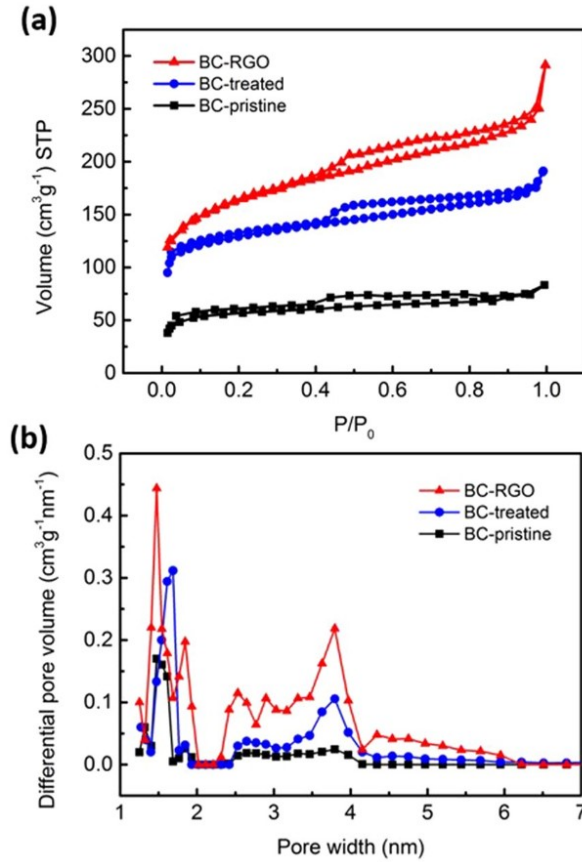 (a)
300
250
200
150
100
50
0
Volume (cm³g⁻¹) STP
BC-RGO
BC-treated
BC-pristine
0.0 0.2 0.4 0.6 0.8 1.0
P/P₀
(b)
0.5
0.4
0.3
0.2
0.1
0.0
Differential pore volume (cm³g⁻¹nm⁻¹)
BC-RGO
BC-treated
BC-pristine
1 2 3 4 5 6 7
Pore width (nm)